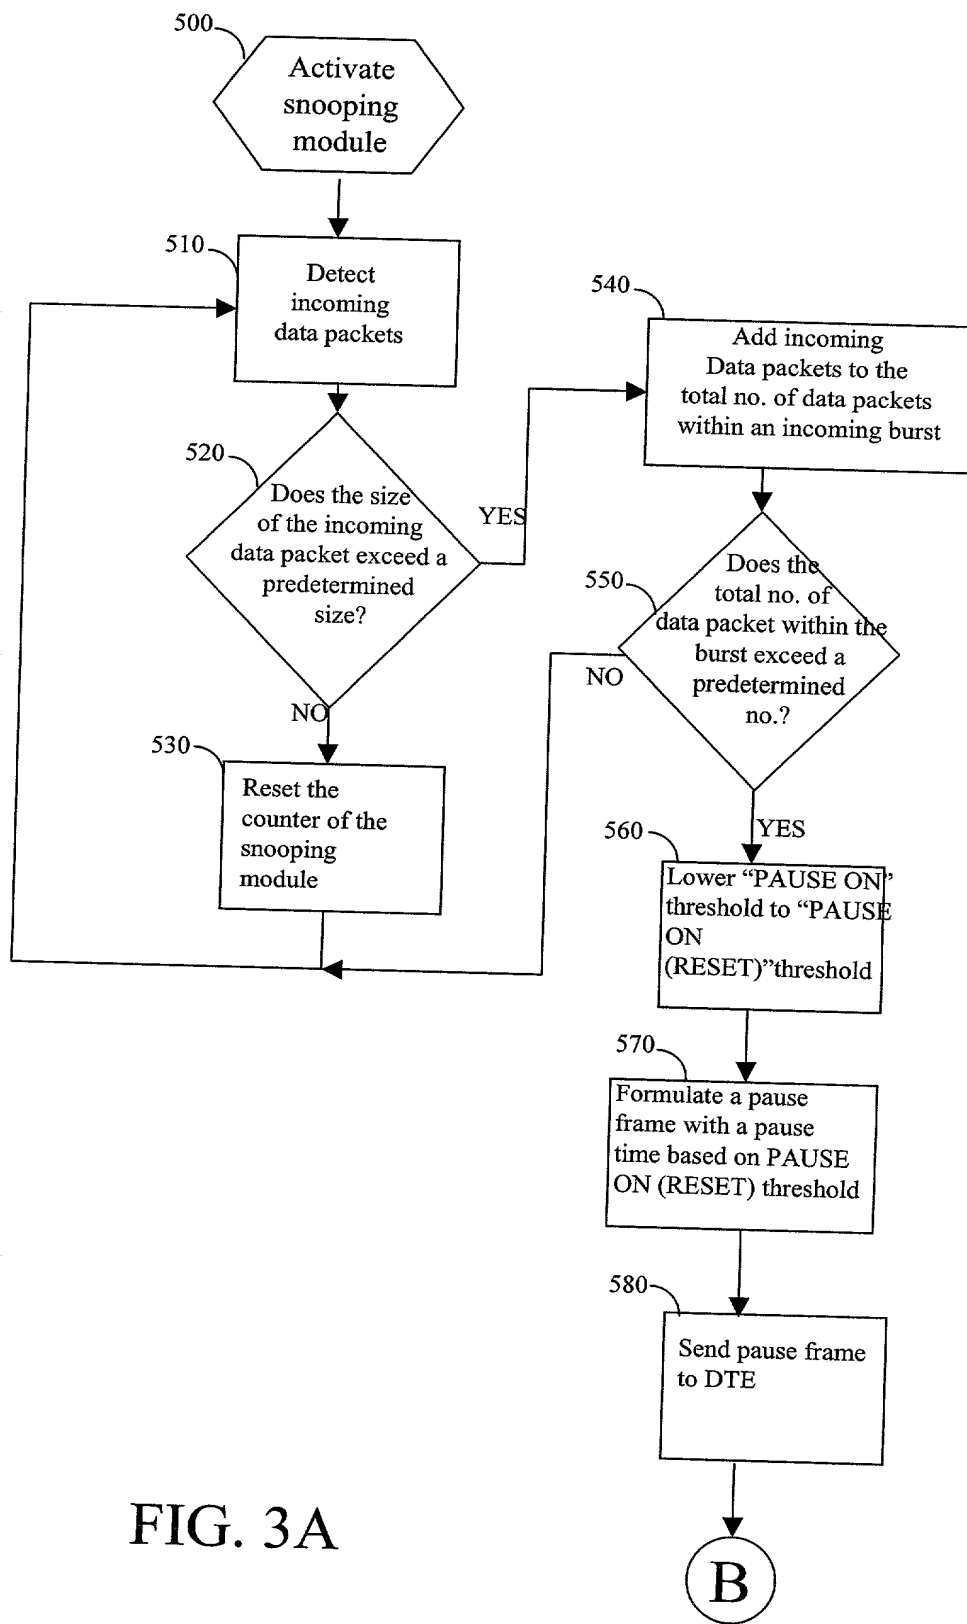 500
Activate
snooping
module
510
Detect
incoming
data packets
520
Does the size
of the incoming
data packet exceed a
predetermined
size?
YES
NO
530
Reset the
counter of the
snooping
module
540
Add incoming
Data packets to the
total no. of data packets
within an incoming burst
550
Does the
total no. of
data packet within the
burst exceed a
predetermined
no.?
NO
YES
560
Lower “PAUSE ON”
threshold to “PAUSE
ON
(RESET)”threshold
570
Formulate a pause
frame with a pause
time based on PAUSE
ON (RESET) threshold
580
Send pause frame
to DTE
B
FIG. 3A